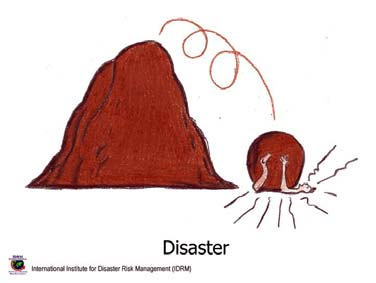 Disaster
International Institute for Disaster Risk Management (IDRM)